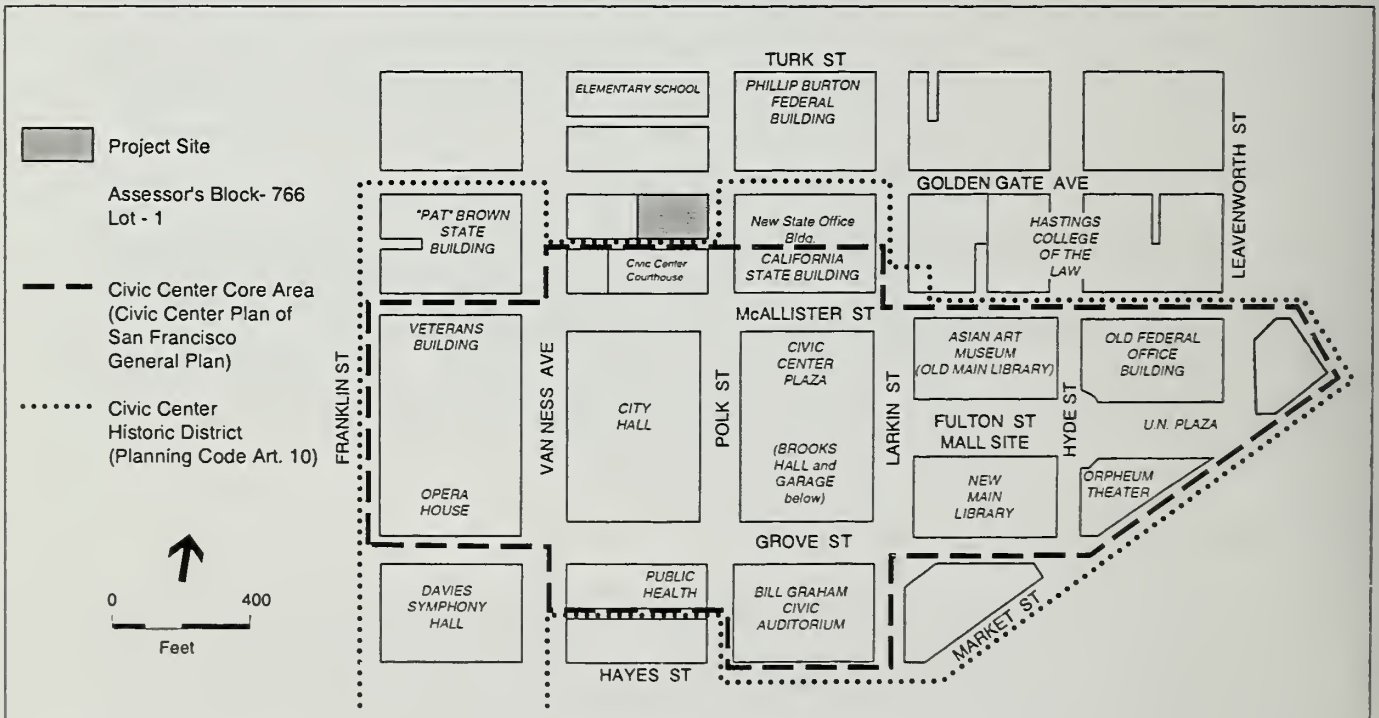 TURK ST
ELEMENTARY SCHOOL
PHILLIP BURTON
FEDERAL
BUILDING
LEAVENWORTH ST
Project Site
Assessor's Block- 766
Lot - 1
GOLDEN GATE AVE
"PAT" BROWN
STATE
BUILDING
New State Office
Bldg.
CALIFORNIA
STATE BUILDING
HASTINGS
COLLEGE
OF THE
LAW
Civic Center
Courthouse
Civic Center Core Area
(Civic Center Plan of
San Francisco
General Plan)
McALLISTER ST
VETERANS
BUILDING
CIVIC
CENTER
PLAZA
ASIAN ART
MUSEUM
(OLD MAIN LIBRARY)
OLD FEDERAL
OFFICE
BUILDING
FRANKLIN ST
VAN NESS AVE
POLK ST
LARKIN ST
HYDE ST
Civic Center
Historic District
(Planning Code Art. 10)
CITY
HALL
FULTON ST
MALL SITE
U.N. PLAZA
(BROOKS
HALL and
GARAGE
below)
OPERA
HOUSE
NEW
MAIN
LIBRARY
ORPHEUM
THEATER
GROVE ST
DAVIES
SYMPHONY
HALL
PUBLIC
HEALTH
BILL GRAHAM
CIVIC
AUDITORIUM
MARKET ST
0 400
Feet
HAYES ST